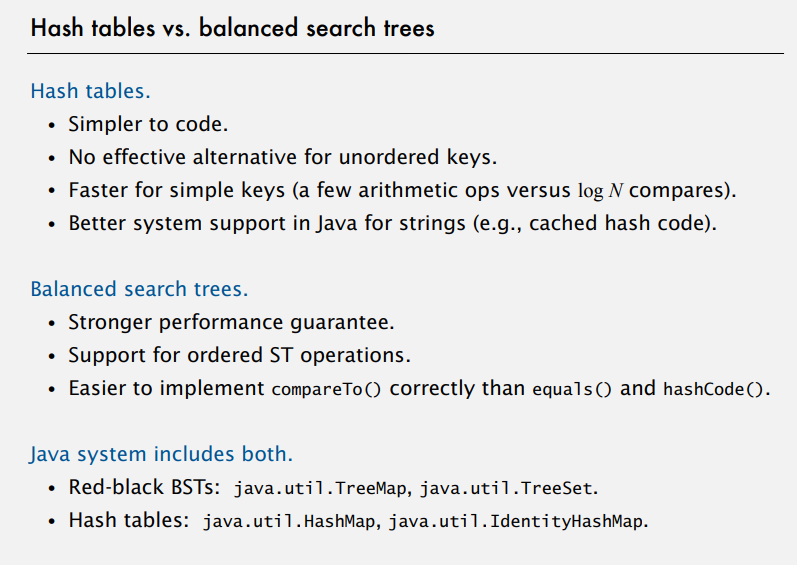 Hash tables vs. balanced search trees
Hash tables.
• Simpler to code.
• No effective alternative for unordered keys.
• Faster for simple keys (a few arithmetic ops versus log N compares).
• Better system support in Java for strings (e.g., cached hash code).
Balanced search trees.
• Stronger performance guarantee.
• Support for ordered ST operations.
• Easier to implement compareTo() correctly than equals() and hashCode().
Java system includes both.
• Red-black BSTs: java.util.TreeMap, java.util.TreeSet.
• Hash tables: java.util.HashMap, java.util.IdentityHashMap.